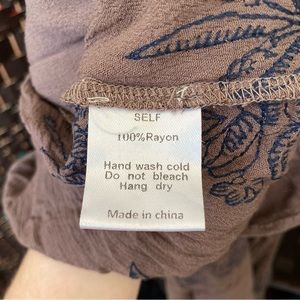 SELF
100%Rayon
Hand wash cold
Do not bleach
Hang dry
Made in china